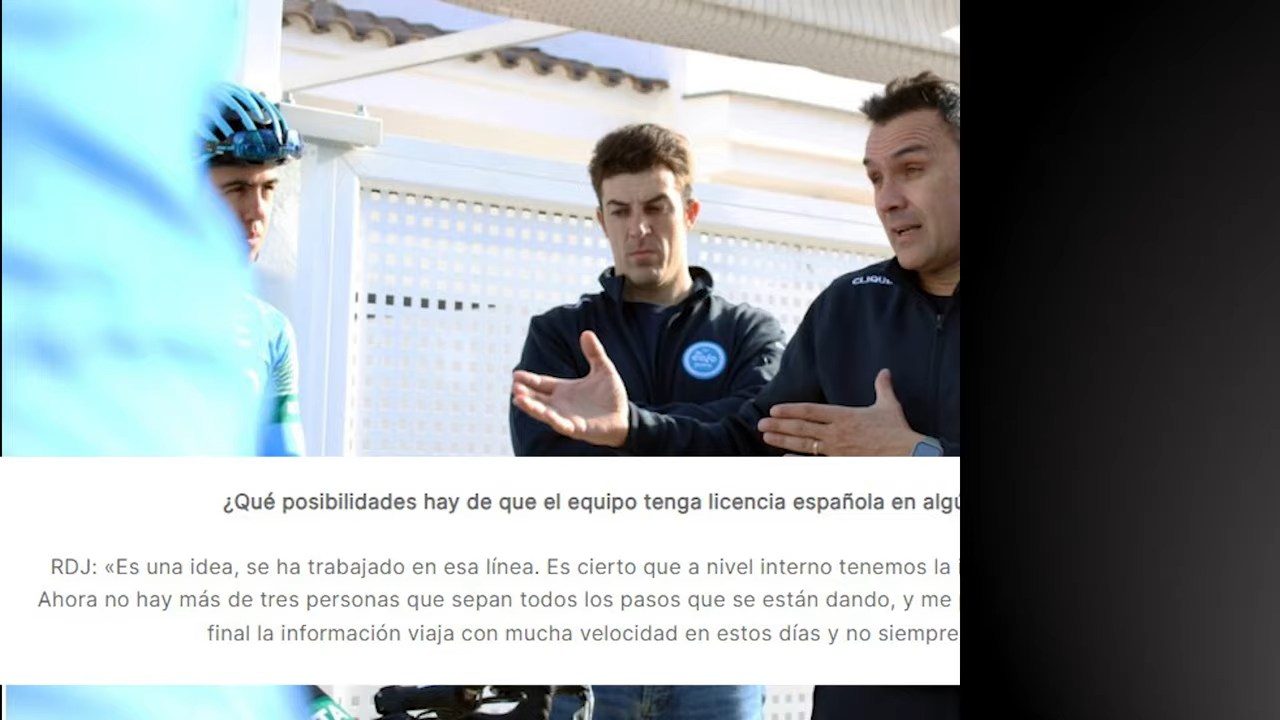 CLIQUE
¿Qué posibilidades hay de que el equipo tenga licencia española en algú
RDJ: «Es una idea, se ha trabajado en esa línea. Es cierto que a nivel interno tenemos la i
Ahora no hay más de tres personas que sepan todos los pasos que se están dando, y me
final la información viaja con mucha velocidad en estos días y no siempre